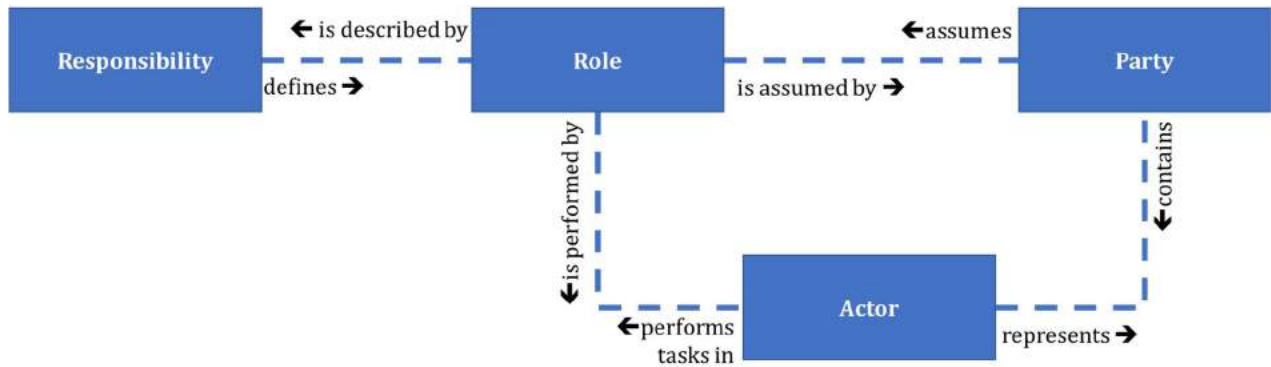 🡸 is described by
🡸assumes
Responsibility
Role
Party
defines 🡺
is assumed by 🡺
🡸is performed by
🡸contains
Actor
🡸performs
tasks in
represents 🡺